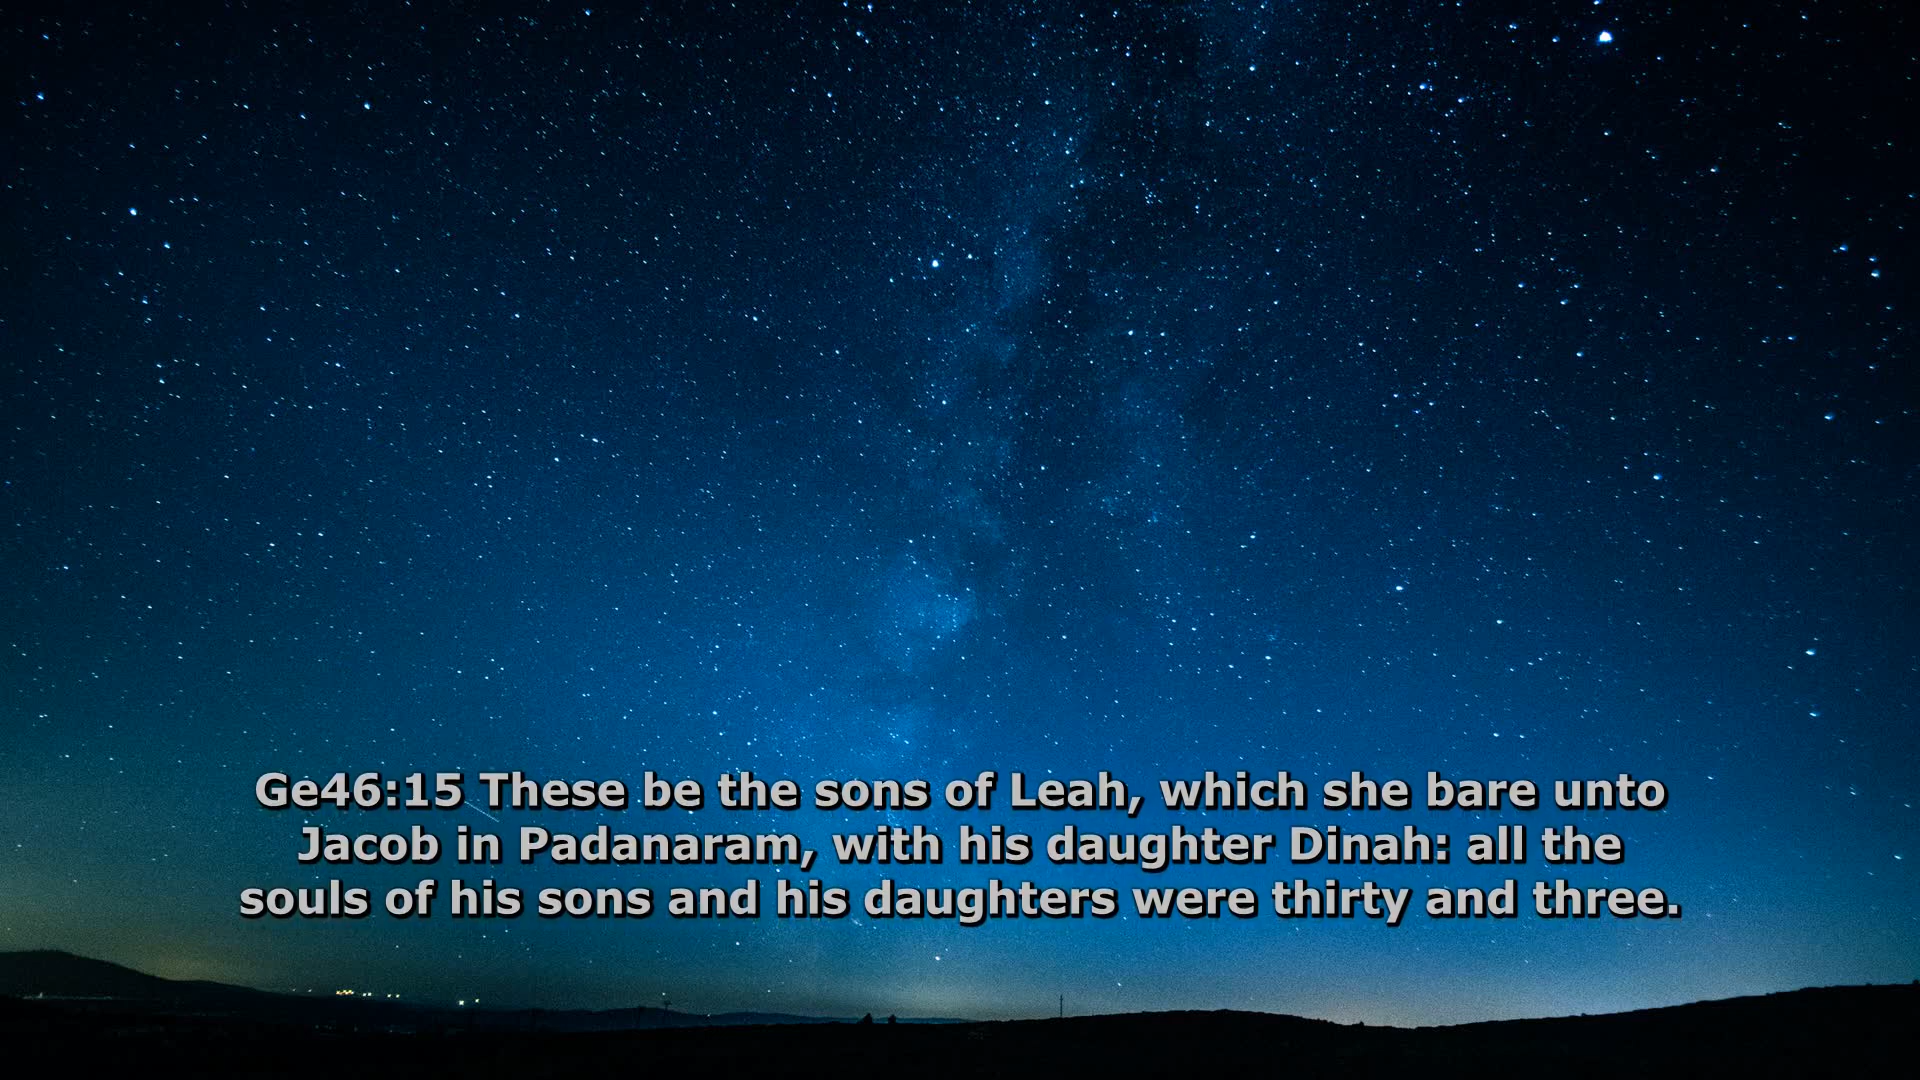 Ge46:15 These be the sons of Leah, which she bare unto
Jacob in Padanaram, with his daughter Dinah: all the
souls of his sons and his daughters were thirty and three.